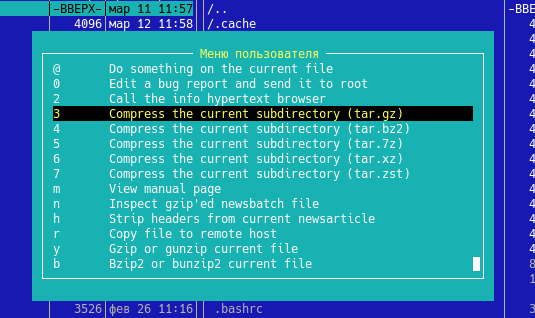 -ВВЕРХ- мар 11 11:57 /.. -ВВЕ
4096 мар 12 11:58 /.cache 4
Меню пользователя
@ Do something on the current file
0 Edit a bug report and send it to root
2 Call the info hypertext browser
3 Compress the current subdirectory (tar.gz)
4 Compress the current subdirectory (tar.bz2)
5 Compress the current subdirectory (tar.7z)
6 Compress the current subdirectory (tar.xz)
7 Compress the current subdirectory (tar.zst)
m View manual page
n Inspect gzip'ed newsbatch file
h Strip headers from current newsarticle
r Copy file to remote host
y Gzip or gunzip current file
b Bzip2 or bunzip2 current file
3526 фев 26 11:16 .bashrc 3